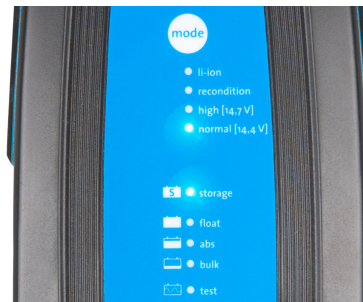 mode
li-ion
recondition
high [14,7 V]
normal [14,4 V]
S storage
float
abs
bulk
test